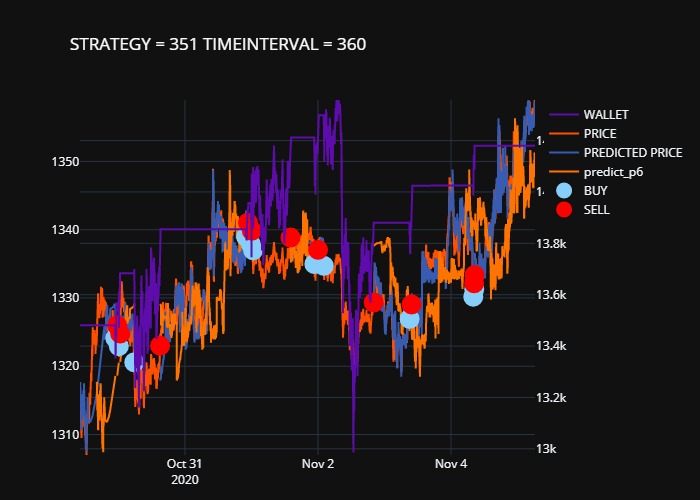 STRATEGY = 351 TIMEINTERVAL = 360
WALLET
PRICE
PREDICTED PRICE
predict_p6
BUY
SELL
1350
1340
1330
1320
1310
13.8k
13.6k
13.4k
13.2k
13k
Oct 31
2020
Nov 2
Nov 4